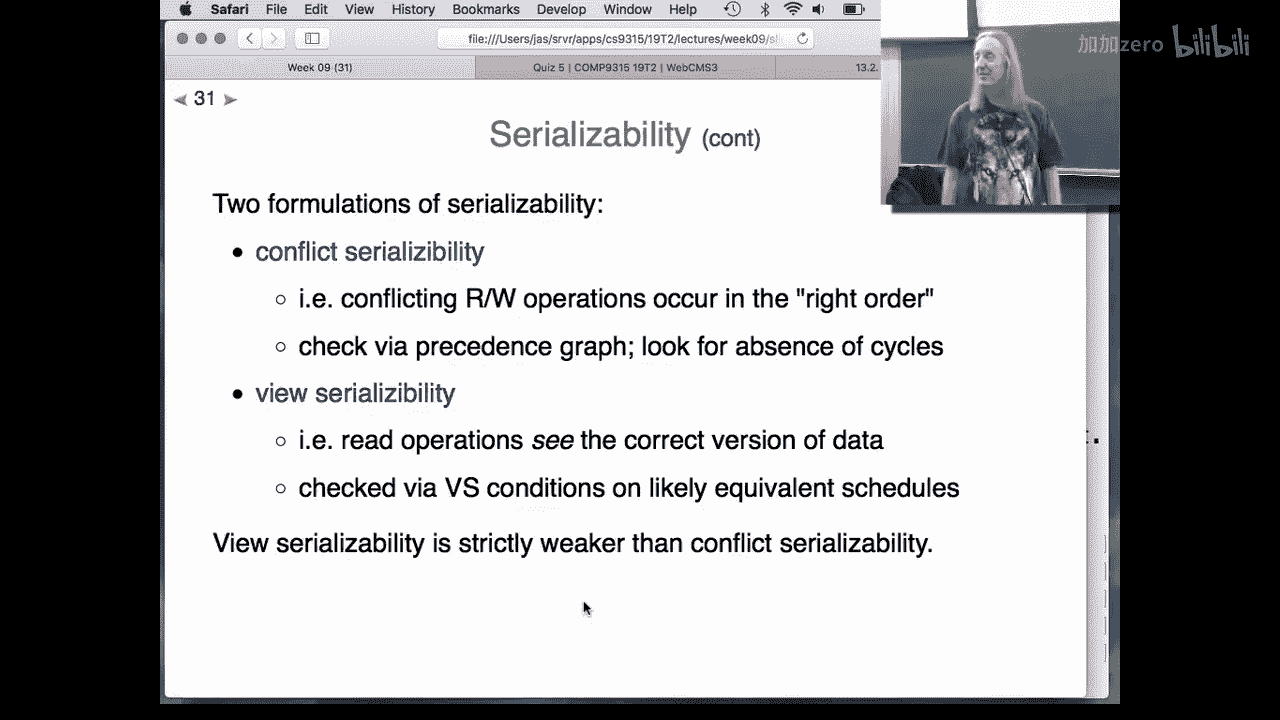 Safari File Edit View History Bookmarks Develop Window Help
file:///Users/jas/srvr/apps/cs9315/19T2/lectures/week09/sl
Week 09 (31)
Quiz 5 | COMP9315 19T2 | WebCMS3
13.2.
加加zero bilibili
31
Serializability (cont)
Two formulations of serializability:
• conflict serializibility
○ i.e. conflicting R/W operations occur in the "right order"
○ check via precedence graph; look for absence of cycles
• view serializibility
○ i.e. read operations see the correct version of data
○ checked via VS conditions on likely equivalent schedules
View serializability is strictly weaker than conflict serializability.